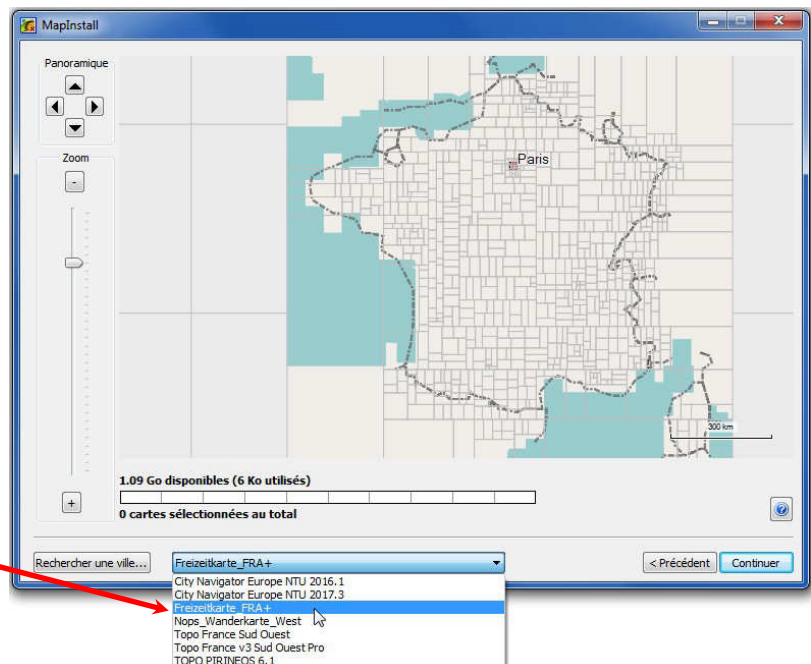 MapInstall
Panoramique
Zoom
-
+
Paris
300 km
1.09 Go disponibles (6 Ko utilisés)
0 cartes sélectionnées au total
Rechercher une ville...
Freizeitkarte_FRA+
< Précédent
Continuer
City Navigator Europe NTU 2016.1
City Navigator Europe NTU 2017.3
Freizeitkarte_FRA+
Nops_Wanderkarte_West
Topo France Sud Ouest
Topo France v3 Sud Ouest Pro
TOPO PIRINEOS 6.1